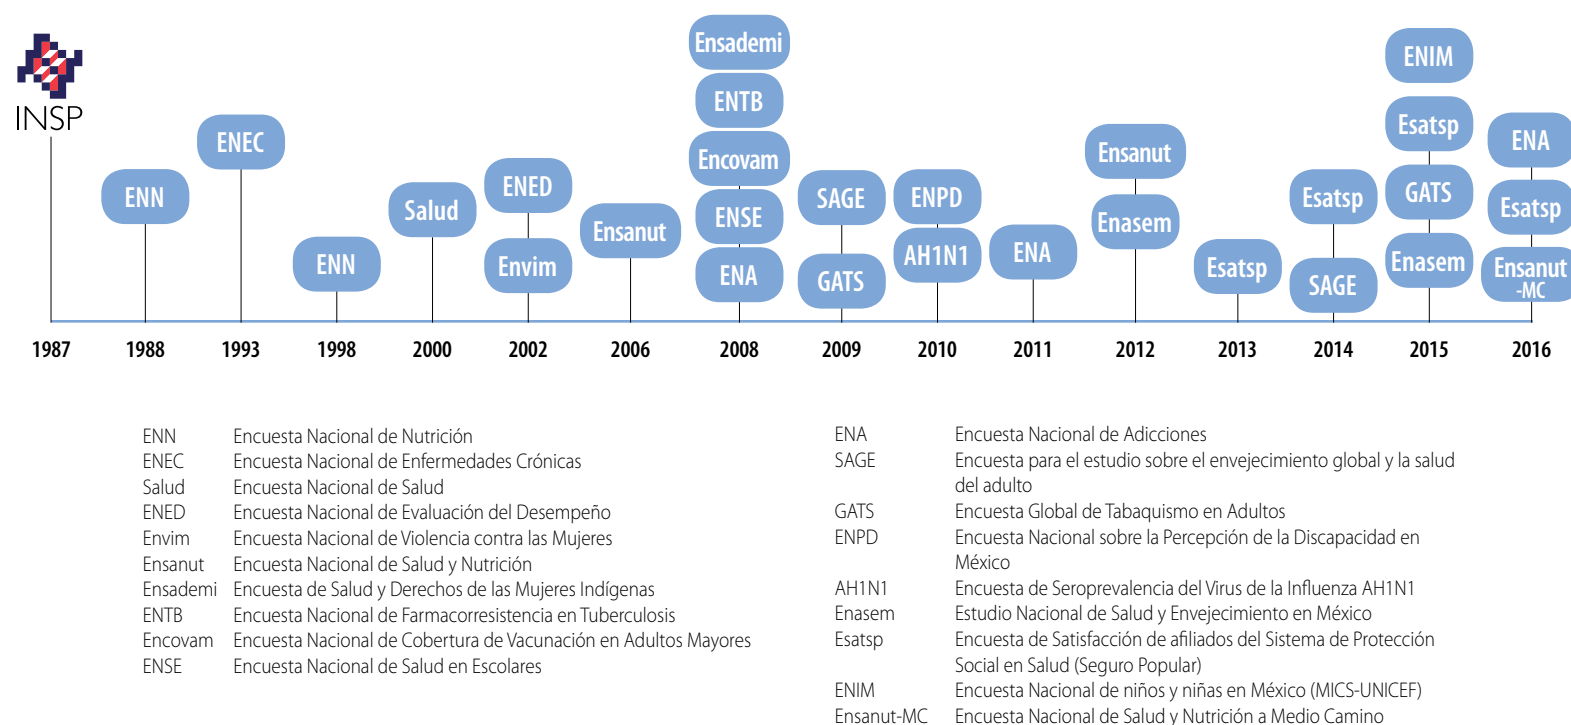 INSP
ENN
ENEC
ENN
Salud
ENED
Envim
Ensanut
Ensademi
ENTB
Encovam
ENSE
ENA
SAGE
GATS
ENPD
AH1N1
ENA
Ensanut
Enasem
Esatsp
Esatsp
SAGE
ENIM
Esatsp
GATS
Enasem
ENA
Esatsp
Ensanut
-MC
1987 1988 1993 1998 2000 2002 2006 2008 2009 2010 2011 2012 2013 2014 2015 2016
ENN Encuesta Nacional de Nutrición
ENEC Encuesta Nacional de Enfermedades Crónicas
Salud Encuesta Nacional de Salud
ENED Encuesta Nacional de Evaluación del Desempeño
Envim Encuesta Nacional de Violencia contra las Mujeres
Ensanut Encuesta Nacional de Salud y Nutrición
Ensademi Encuesta de Salud y Derechos de las Mujeres Indígenas
ENTB Encuesta Nacional de Farmacorresistencia en Tuberculosis
Encovam Encuesta Nacional de Cobertura de Vacunación en Adultos Mayores
ENSE Encuesta Nacional de Salud en Escolares
ENA Encuesta Nacional de Adicciones
SAGE Encuesta para el estudio sobre el envejecimiento global y la salud
del adulto
GATS Encuesta Global de Tabaquismo en Adultos
ENPD Encuesta Nacional sobre la Percepción de la Discapacidad en
México
AH1N1 Encuesta de Seroprevalencia del Virus de la Influenza AH1N1
Enasem Estudio Nacional de Salud y Envejecimiento en México
Esatsp Encuesta de Satisfacción de afiliados del Sistema de Protección
Social en Salud (Seguro Popular)
ENIM Encuesta Nacional de niños y niñas en México (MICS-UNICEF)
Ensanut-MC Encuesta Nacional de Salud y Nutrición a Medio Camino